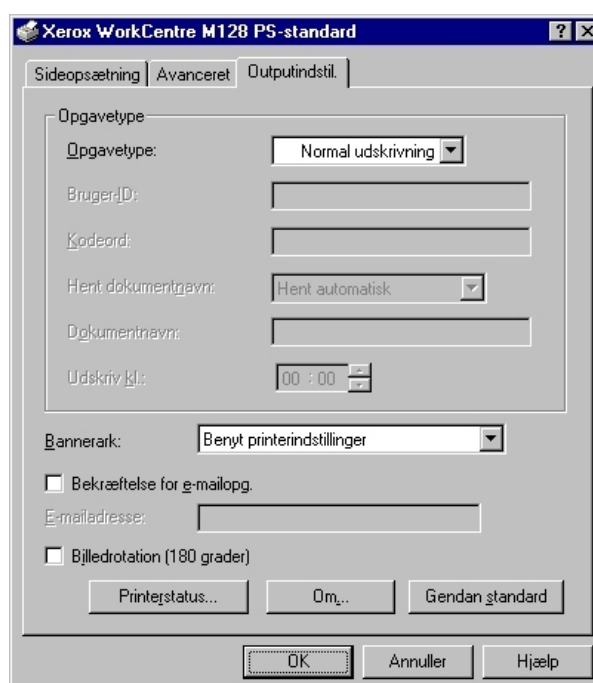 Xerox WorkCentre M128 PS-standard
Sideopsætning Avanceret Outputindstil.
Opgavetype
Opgavetype: Normal udskrivning
Bruger-ID:
Kodeord:
Hent dokumentnavn: Hent automatisk
Dokumentnavn:
Udskriv kl.: 00 : 00
Bannerark: Benyt printerindstillinger
Bekræftelse for e-mailopg.
E-mailadresse:
Billedrotation (180 grader)
Printerstatus... Om... Gendan standard
OK Annuller Hjælp